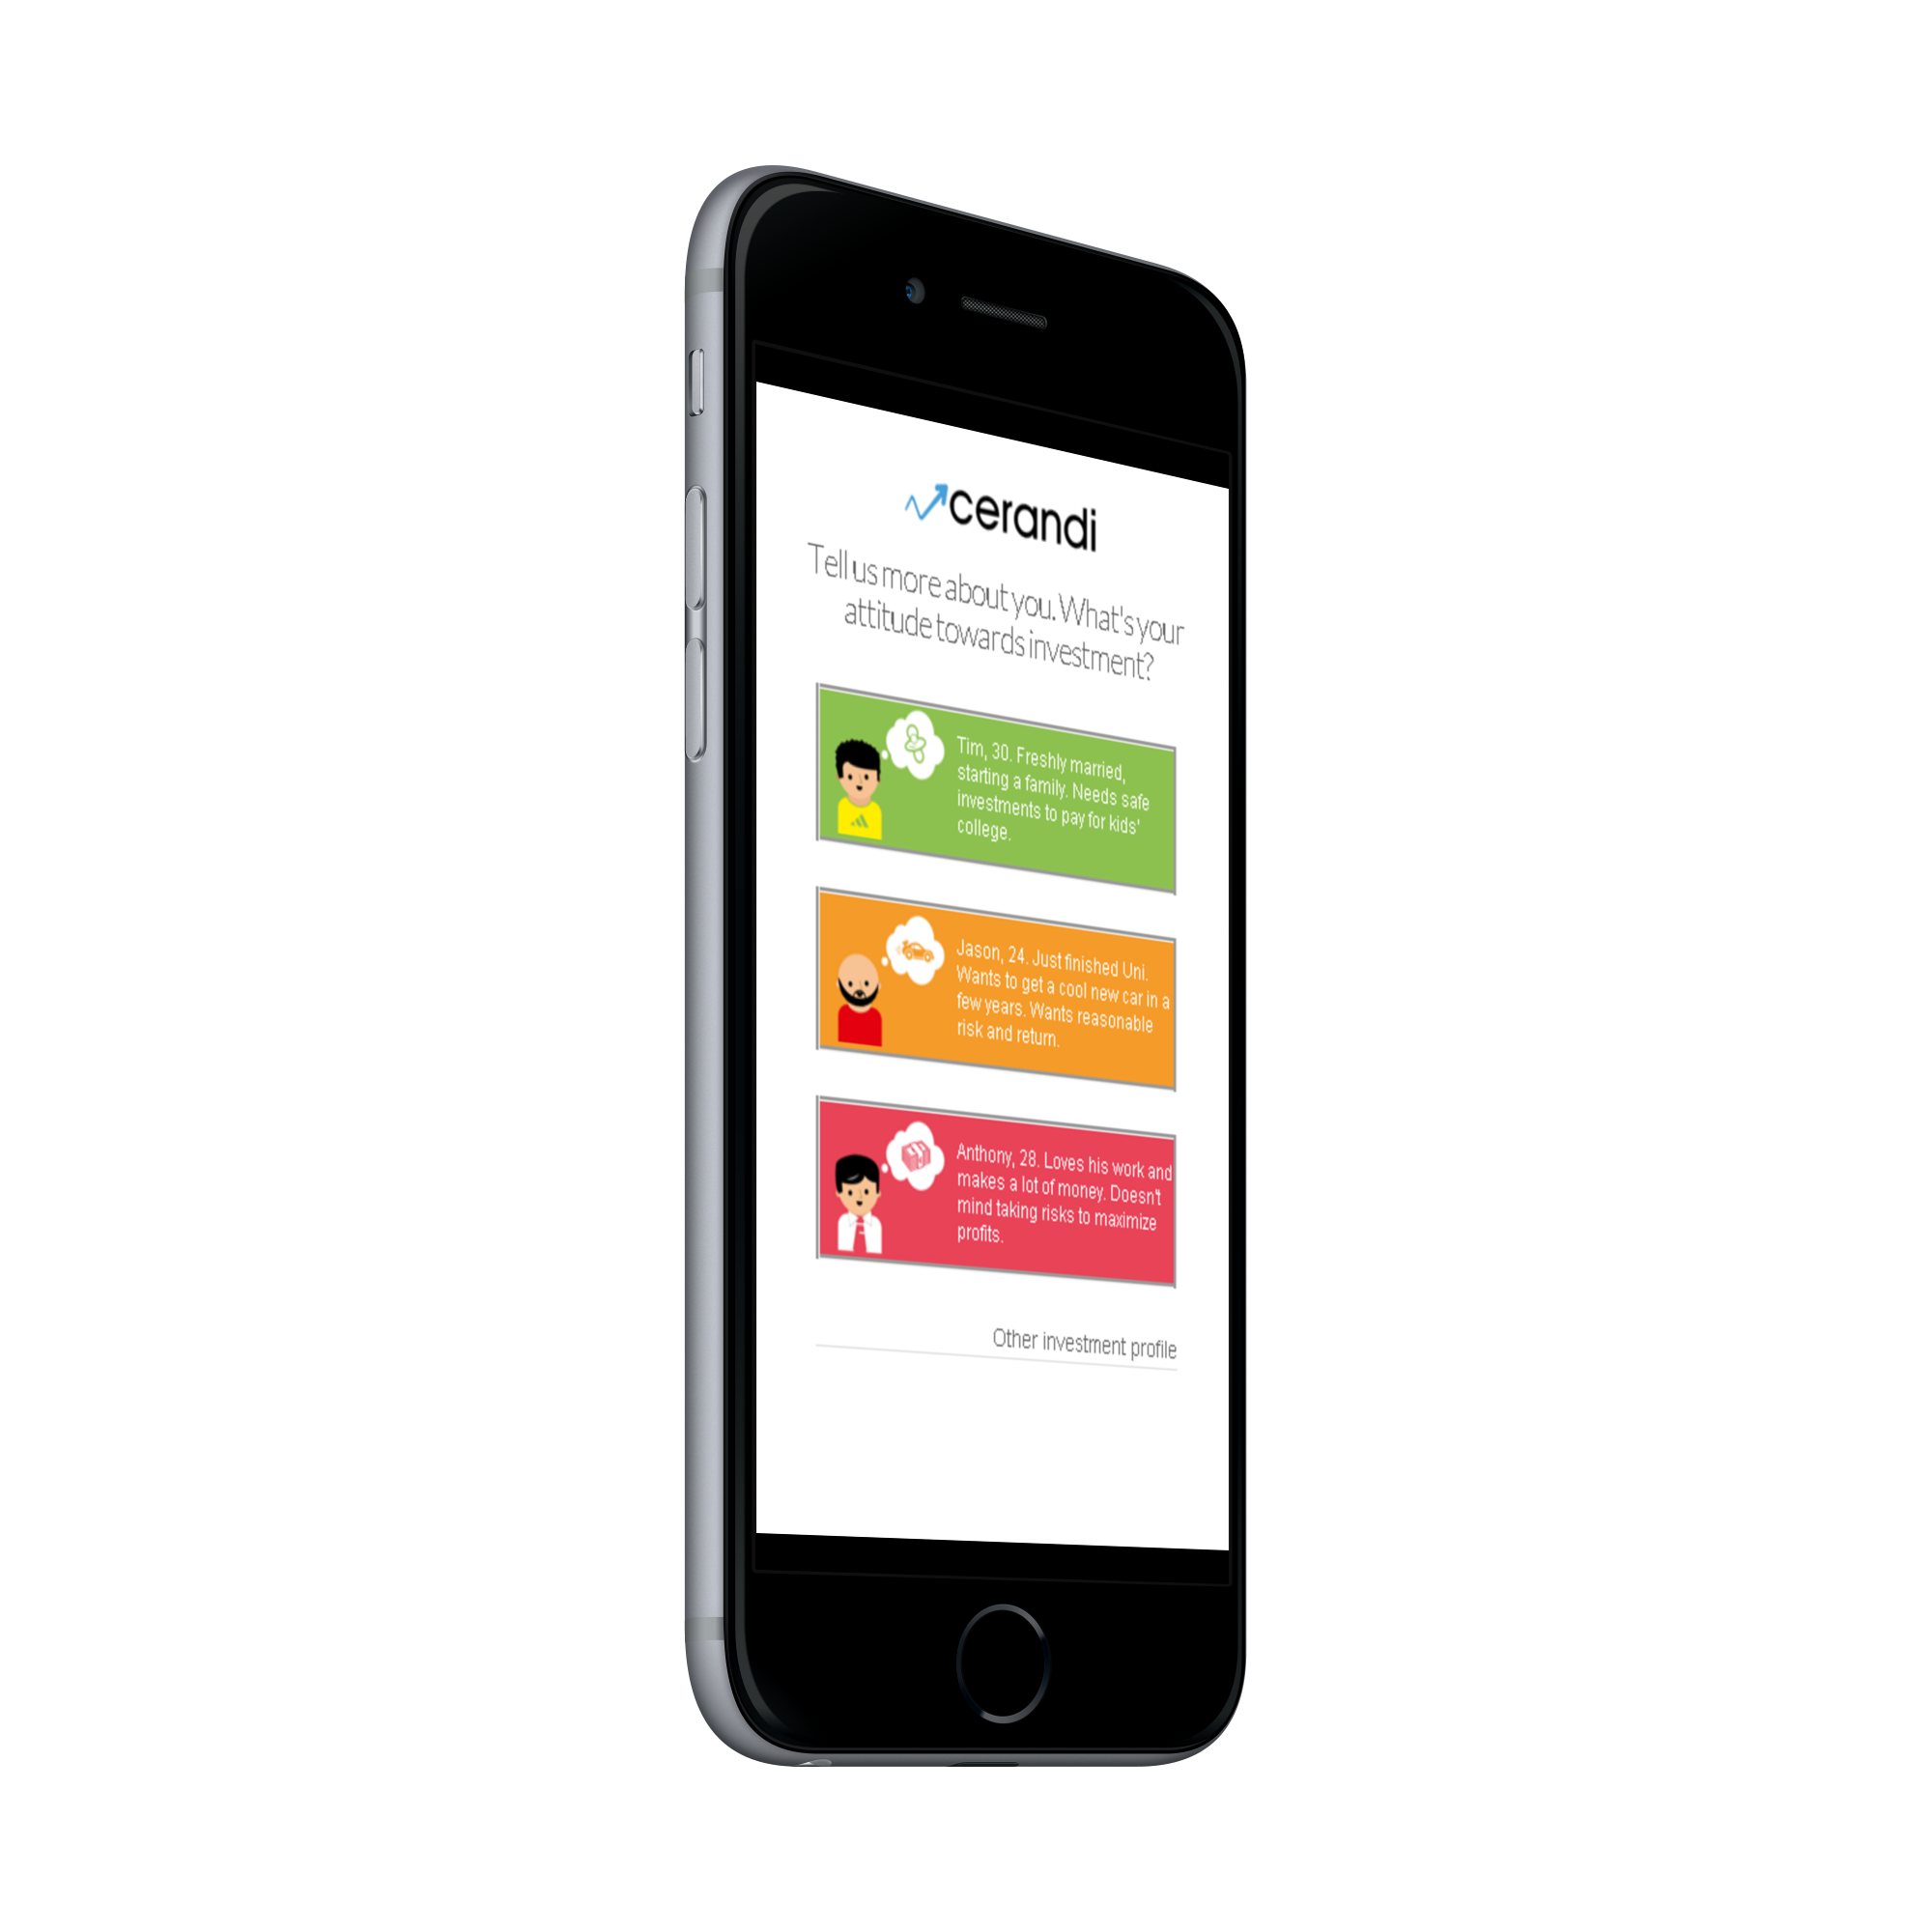 cerandi
Tell us more about you. What's your
attitude towards investment?
Tim, 30. Freshly married,
starting a family. Needs safe
investments to pay for kids'
college.
Jason, 24. Just finished Uni.
Wants to get a cool new car in a
few years. Wants reasonable
risk and return.
Anthony, 28. Loves his work and
makes a lot of money. Doesn't
mind taking risks to maximize
profits.
Other investment profile